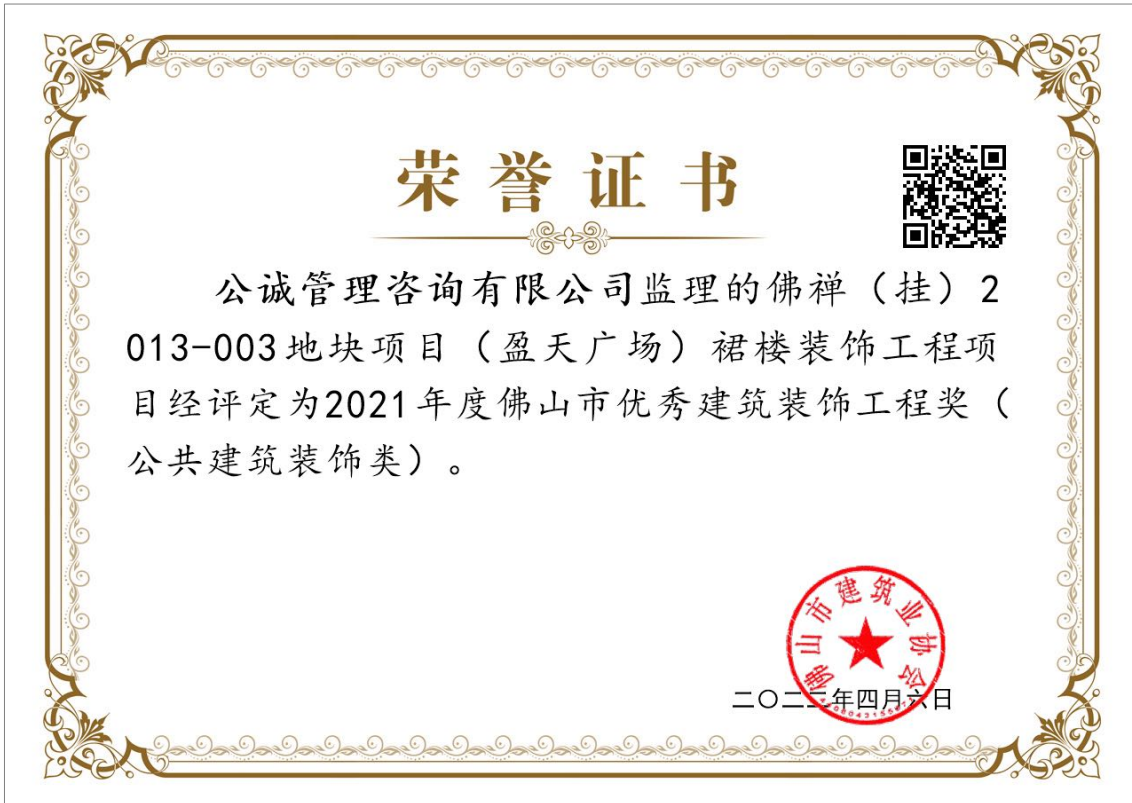 荣誉证书
公诚管理咨询有限公司监理的佛禅（挂）2
013-003地块项目（盈天广场）裙楼装饰工程项
目经评定为2021年度佛山市优秀建筑装饰工程奖（
公共建筑装饰类）。
佛山市建筑业协会
二〇二二年四月六日